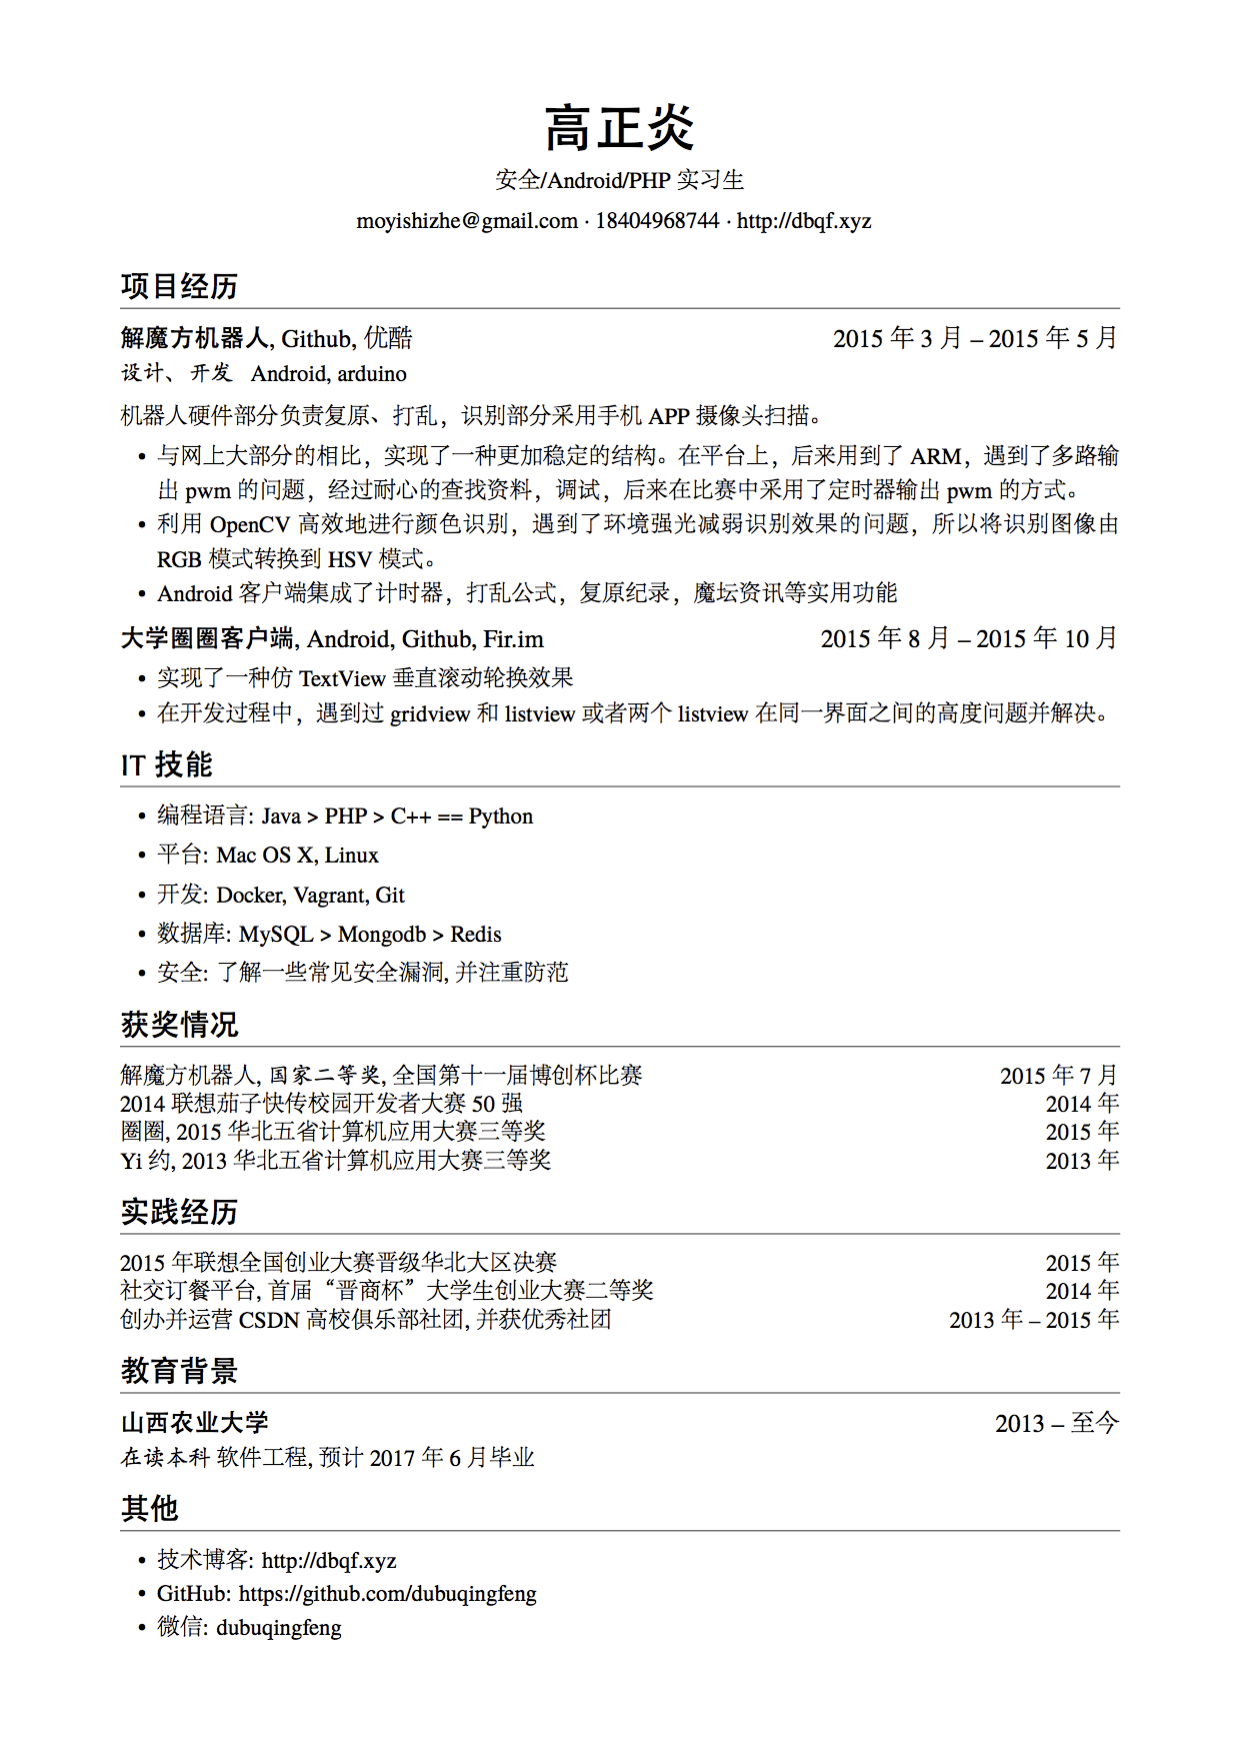 高正炎
安全/Android/PHP 实习生
moyishizhe@gmail.com · 18404968744 · http://dbqf.xyz
项目经历
解魔方机器人, Github, 优酷 2015 年 3 月 – 2015 年 5 月
设计、 开发 Android, arduino
机器人硬件部分负责复原、打乱，识别部分采用手机 APP 摄像头扫描。
• 与网上大部分的相比，实现了一种更加稳定的结构。在平台上，后来用到了 ARM，遇到了多路输
出 pwm 的问题，经过耐心的查找资料，调试，后来在比赛中采用了定时器输出 pwm 的方式。
• 利用 OpenCV 高效地进行颜色识别，遇到了环境强光减弱识别效果的问题，所以将识别图像由
RGB 模式转换到 HSV 模式。
• Android 客户端集成了计时器，打乱公式，复原纪录，魔坛资讯等实用功能
大学圈圈客户端, Android, Github, Fir.im 2015 年 8 月 – 2015 年 10 月
• 实现了一种仿 TextView 垂直滚动轮换效果
• 在开发过程中，遇到过 gridview 和 listview 或者两个 listview 在同一界面之间的高度问题并解决。
IT 技能
• 编程语言: Java > PHP > C++ == Python
• 平台: Mac OS X, Linux
• 开发: Docker, Vagrant, Git
• 数据库: MySQL > Mongodb > Redis
• 安全: 了解一些常见安全漏洞, 并注重防范
获奖情况
解魔方机器人, 国家二等奖, 全国第十一届博创杯比赛 2015 年 7 月
2014 联想茄子快传校园开发者大赛 50 强 2014 年
圈圈, 2015 华北五省计算机应用大赛三等奖 2015 年
Yi 约, 2013 华北五省计算机应用大赛三等奖 2013 年
实践经历
2015 年联想全国创业大赛晋级华北大区决赛 2015 年
社交订餐平台, 首届“晋商杯”大学生创业大赛二等奖 2014 年
创办并运营 CSDN 高校俱乐部社团, 并获优秀社团 2013 年 – 2015 年
教育背景
山西农业大学 2013 – 至今
在读本科 软件工程, 预计 2017 年 6 月毕业
其他
• 技术博客: http://dbqf.xyz
• GitHub: https://github.com/dubuqingfeng
• 微信: dubuqingfeng